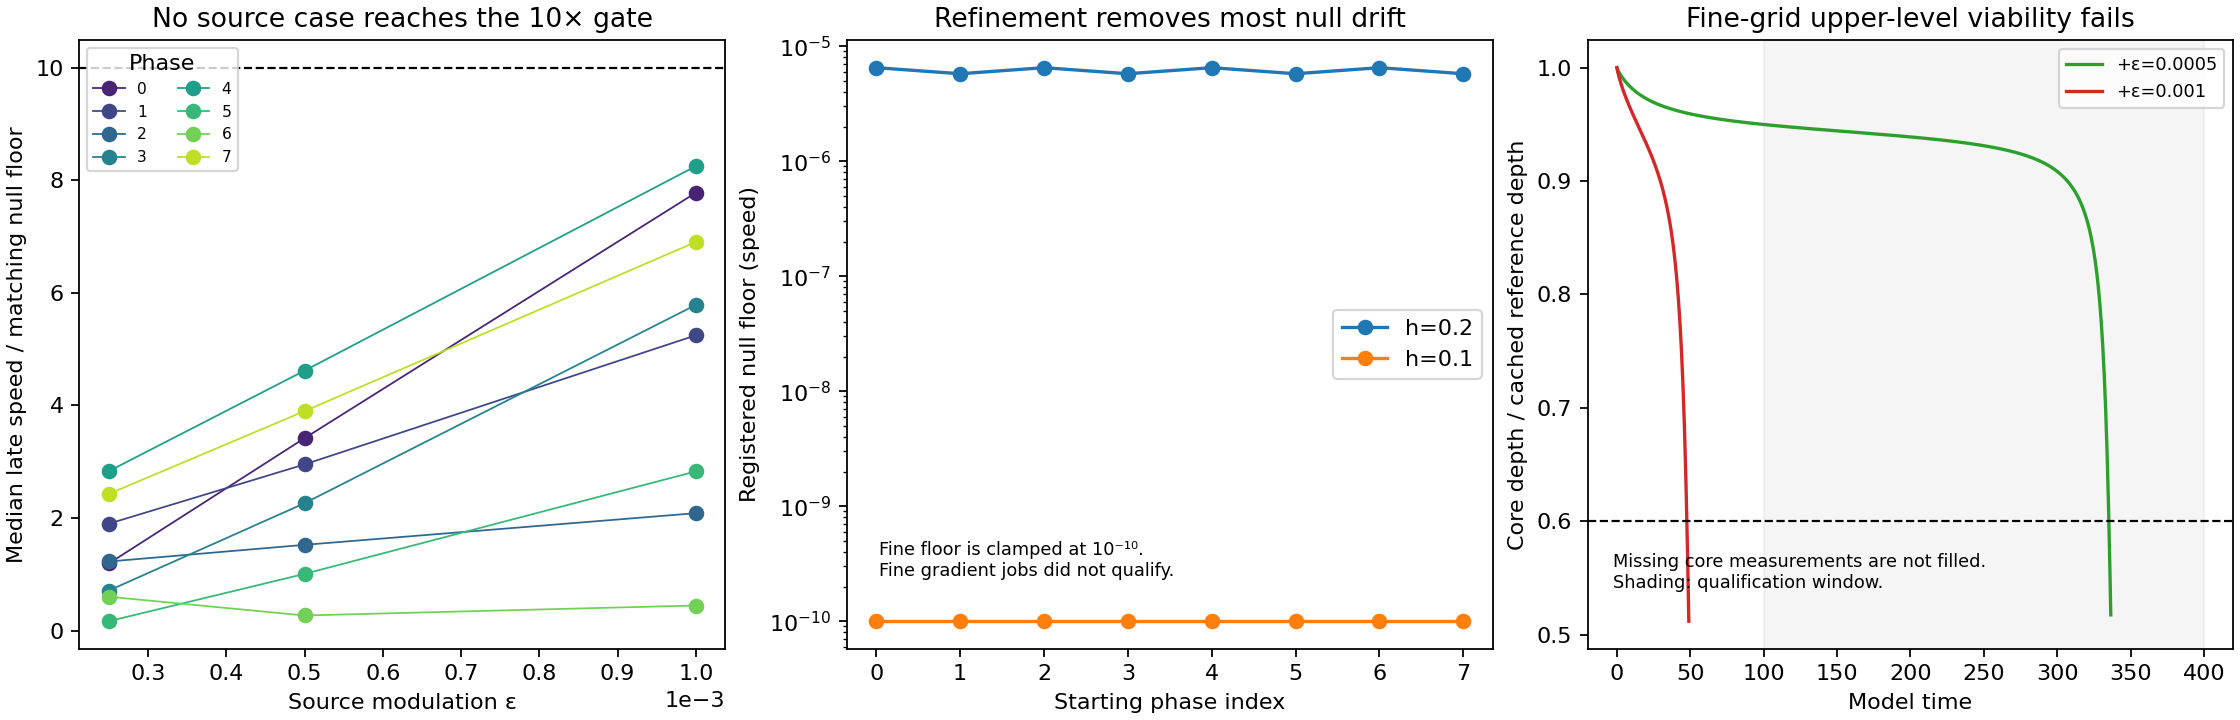 No source case reaches the 10× gate
Median late speed / matching null floor
10
8
6
4
2
0
Phase
0
1
2
3
4
5
6
7
0.3 0.4 0.5 0.6 0.7 0.8 0.9 1.0
1e−3
Source modulation ε
Refinement removes most null drift
Registered null floor (speed)
10⁻⁵
10⁻⁶
10⁻⁷
10⁻⁸
10⁻⁹
10⁻¹⁰
h=0.2
h=0.1
Fine floor is clamped at 10⁻¹⁰.
Fine gradient jobs did not qualify.
0 1 2 3 4 5 6 7
Starting phase index
Fine-grid upper-level viability fails
Core depth / cached reference depth
1.0
0.9
0.8
0.7
0.6
0.5
+ε=0.0005
+ε=0.001
Missing core measurements are not filled.
Shading: qualification window.
0 50 100 150 200 250 300 350 400
Model time